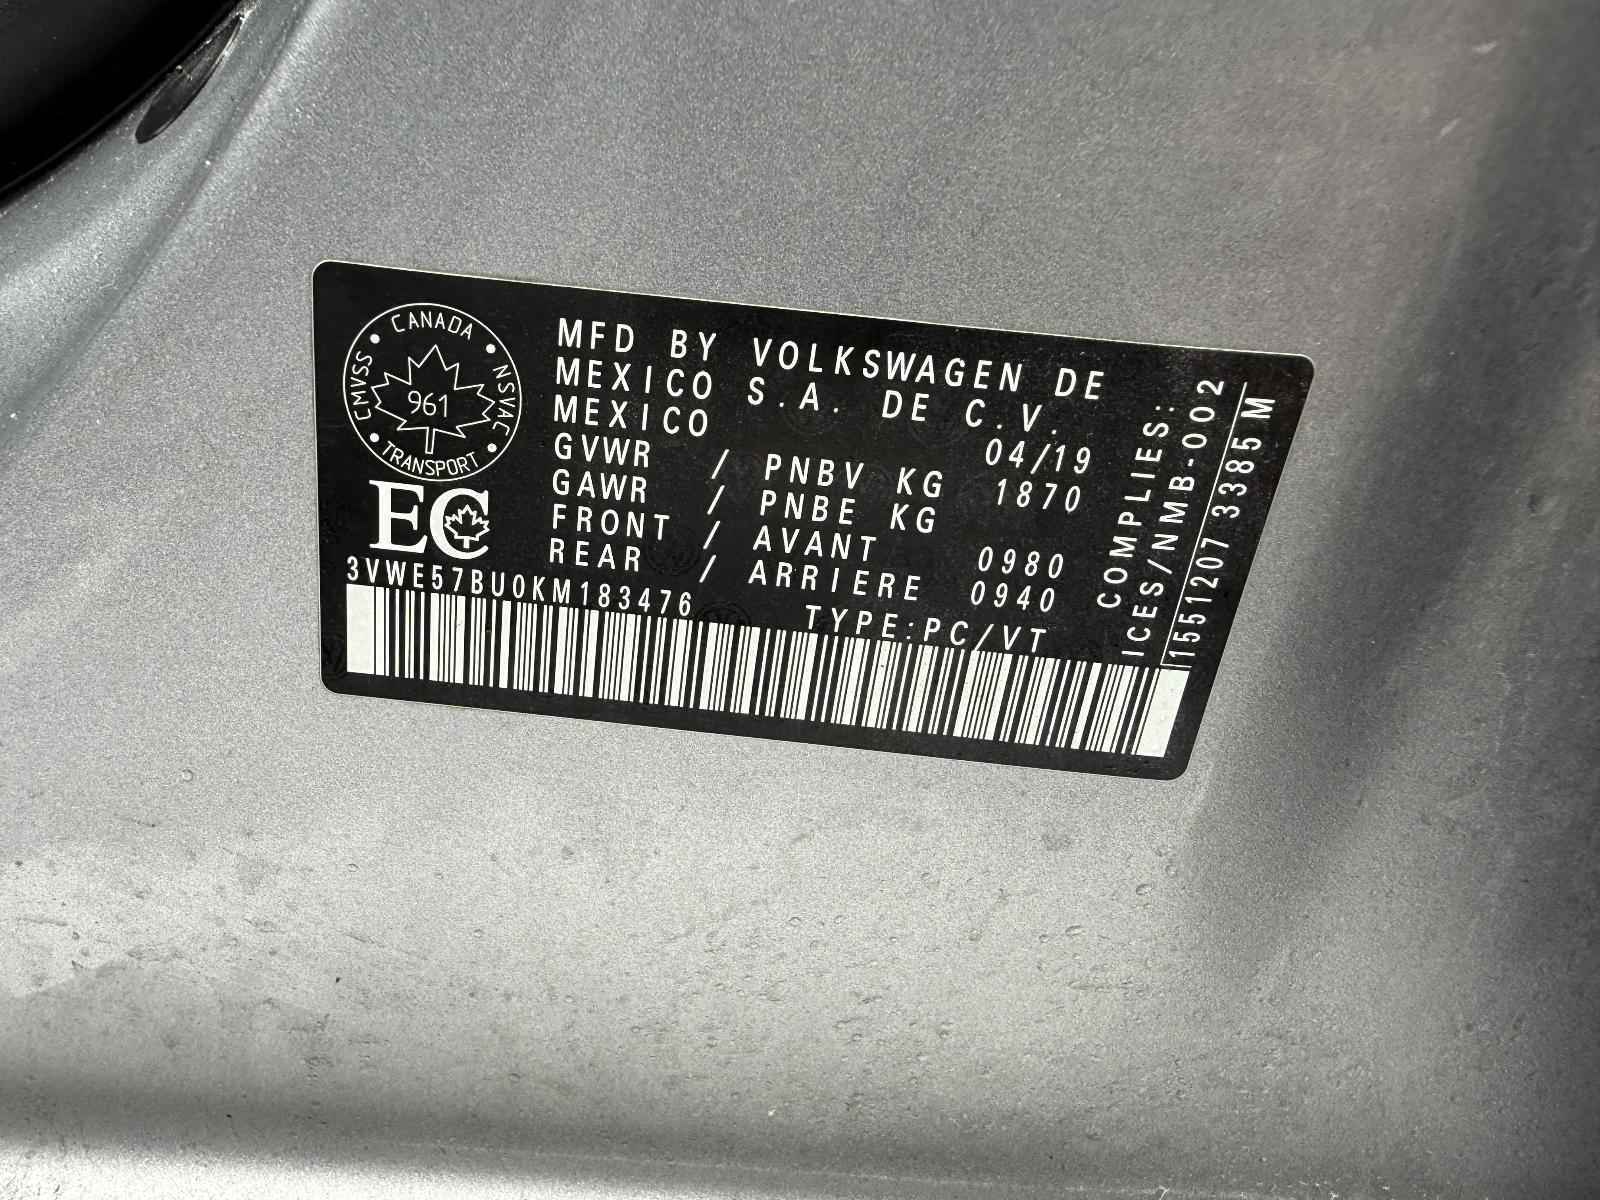 CANADA
CMVSS
NSVAC
961
TRANSPORT
EC
MFD BY VOLKSWAGEN DE
MEXICO S.A. DE C.V.
MEXICO 04/19
GVWR / PNBV KG 1870
GAWR / PNBE KG
FRONT / AVANT 0980
REAR / ARRIERE 0940
3VWE57BU0KM183476 TYPE:PC/VT
COMPLIES:
ICES/NMB-002
1551207 3385 M